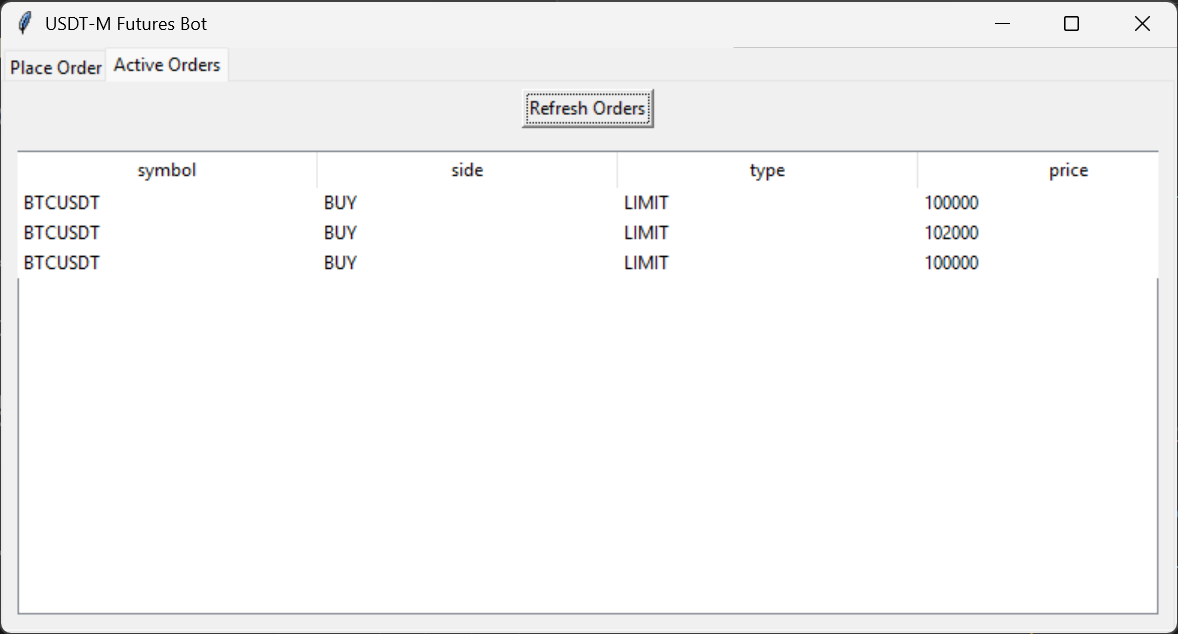 USDT-M Futures Bot
Place Order Active Orders
Refresh Orders
symbol side type price
BTCUSDT BUY LIMIT 100000
BTCUSDT BUY LIMIT 102000
BTCUSDT BUY LIMIT 100000